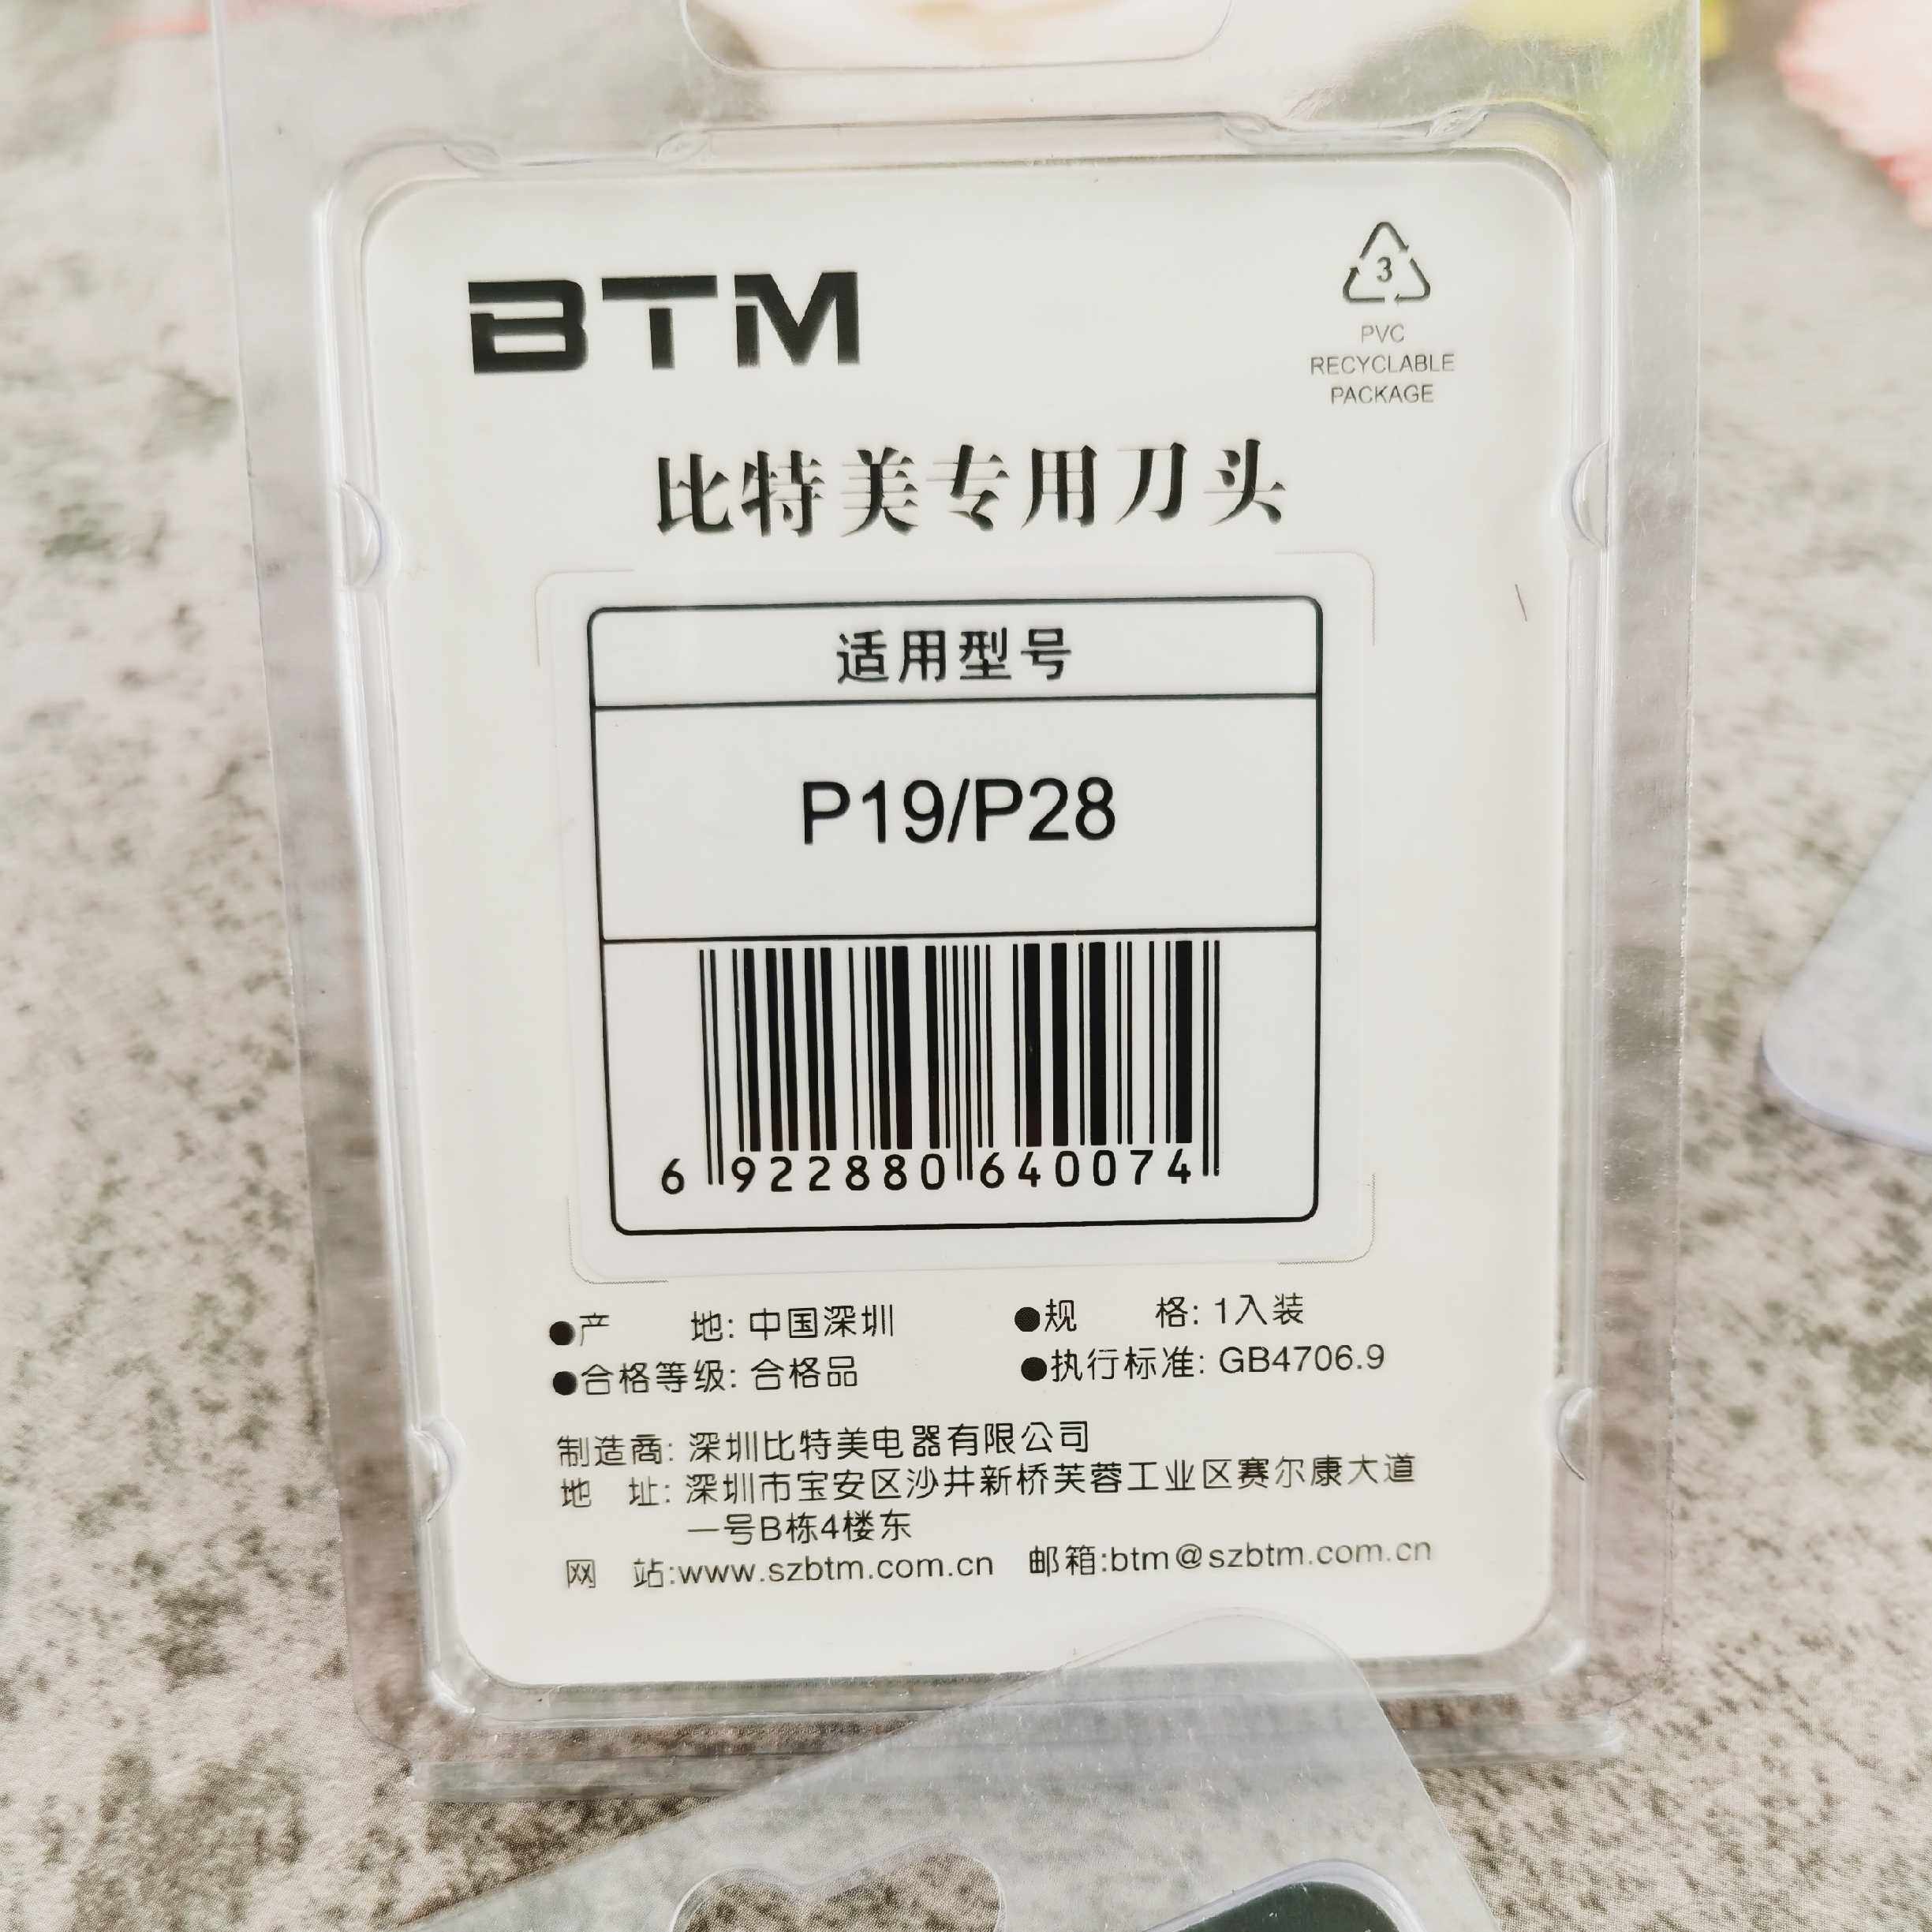 BTM
3
PVC
RECYCLABLE
PACKAGE
比特美专用刀头
适用型号
P19/P28
6 922880 640074
●产 地: 中国深圳 ●规 格: 1入装
●合格等级: 合格品 ●执行标准: GB4706.9
制造商: 深圳比特美电器有限公司
地 址: 深圳市宝安区沙井新桥芙蓉工业区赛尔康大道
一号B栋4楼东
网 站:www.szbtm.com.cn 邮箱:btm@szbtm.com.cn